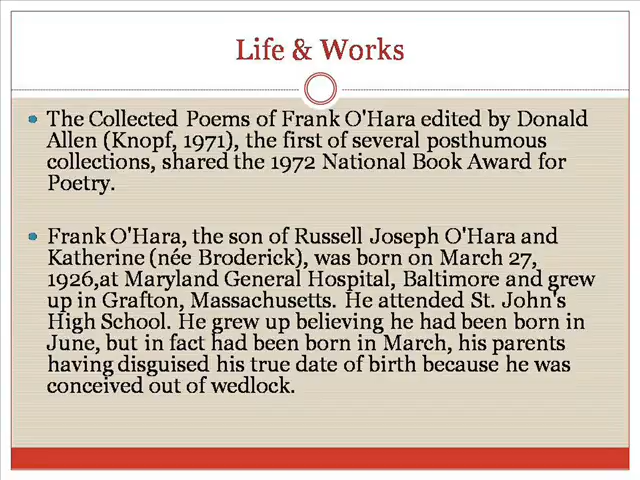 Life & Works
The Collected Poems of Frank O'Hara edited by Donald
Allen (Knopf, 1971), the first of several posthumous
collections, shared the 1972 National Book Award for
Poetry.
Frank O'Hara, the son of Russell Joseph O'Hara and
Katherine (née Broderick), was born on March 27,
1926,at Maryland General Hospital, Baltimore and grew
up in Grafton, Massachusetts. He attended St. John's
High School. He grew up believing he had been born in
June, but in fact had been born in March, his parents
having disguised his true date of birth because he was
conceived out of wedlock.